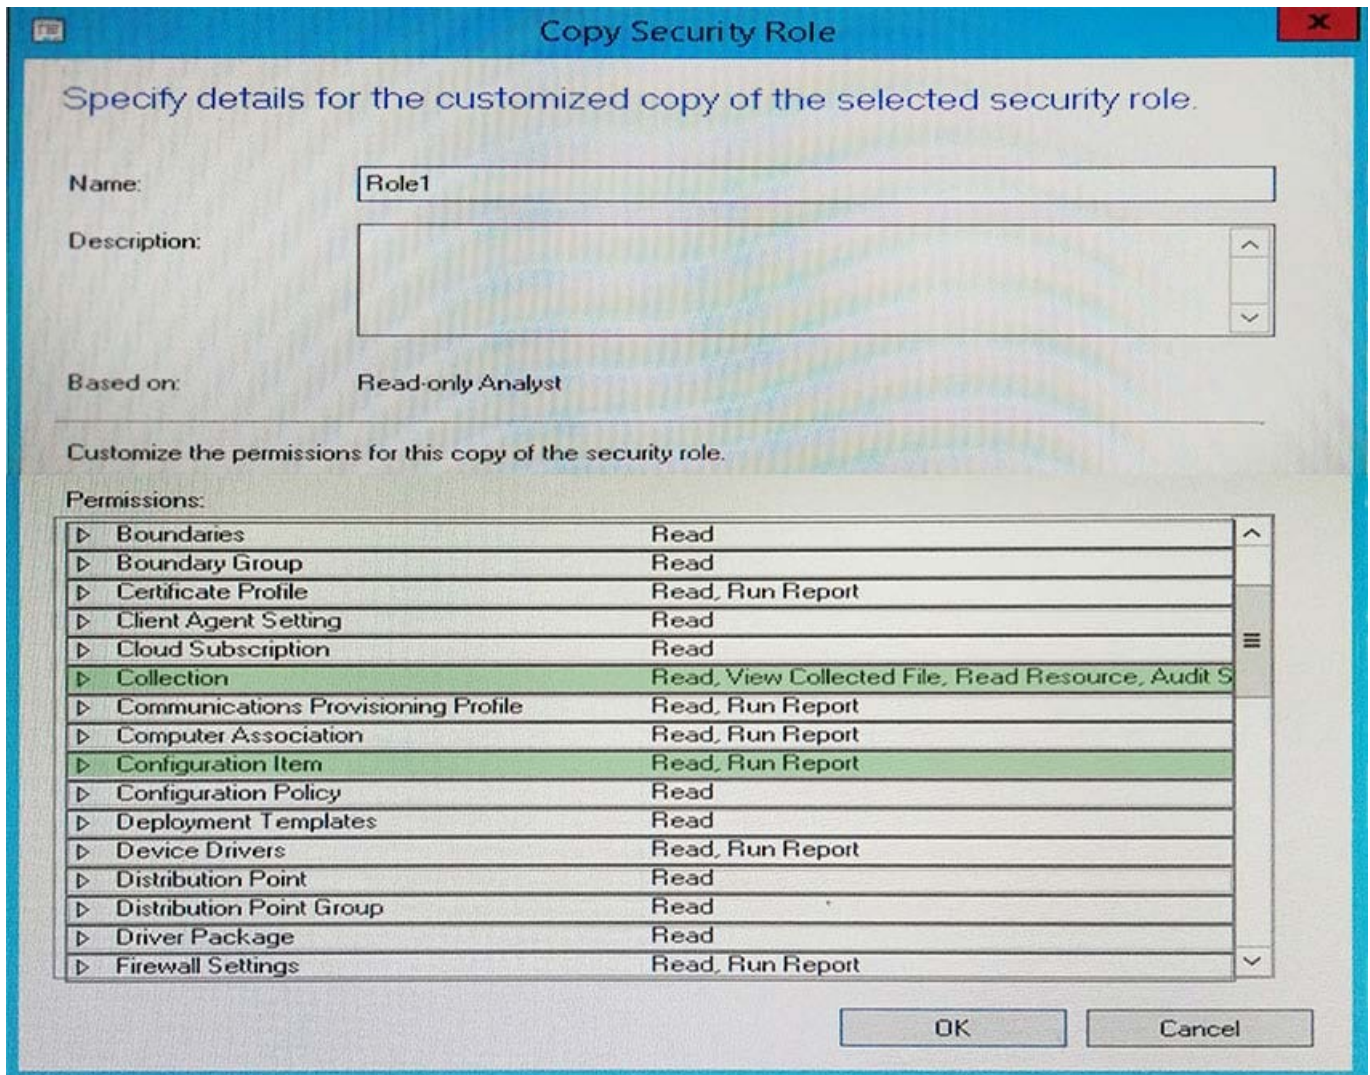 Copy Security Role
x
Specify details for the customized copy of the selected security role.
Name: Role1
Description:
Based on: Read-only Analyst
Customize the permissions for this copy of the security role.
Permissions:
Boundaries Read
Boundary Group Read
Certificate Profile Read, Run Report
Client Agent Setting Read
Cloud Subscription Read
Collection Read, View Collected File, Read Resource, Audit S
Communications Provisioning Profile Read, Run Report
Computer Association Read, Run Report
Configuration Item Read, Run Report
Configuration Policy Read
Deployment Templates Read
Device Drivers Read, Run Report
Distribution Point Read
Distribution Point Group Read
Driver Package Read
Firewall Settings Read, Run Report
OK Cancel